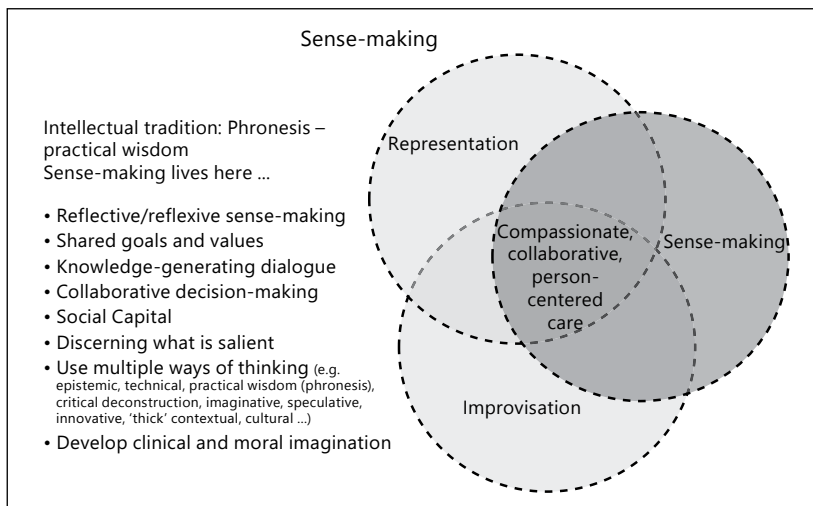 Sense-making
Intellectual tradition: Phronesis –
practical wisdom
Sense-making lives here ...
• Reflective/reflexive sense-making
• Shared goals and values
• Knowledge-generating dialogue
• Collaborative decision-making
• Social Capital
• Discerning what is salient
• Use multiple ways of thinking (e.g.
epistemic, technical, practical wisdom (phronesis),
critical deconstruction, imaginative, speculative,
innovative, ‘thick’ contextual, cultural ...)
• Develop clinical and moral imagination
Representation
Compassionate,
collaborative,
person-
centered
care
Sense-making
Improvisation